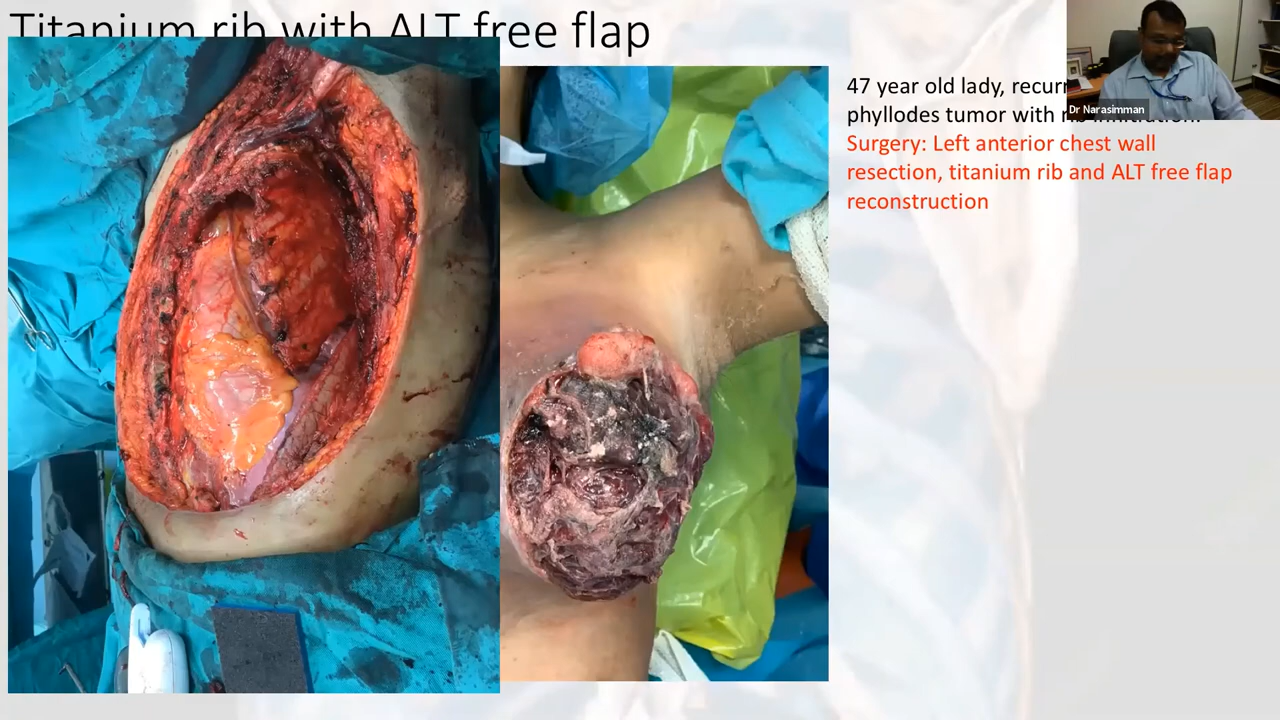 Titanium rib with ALT free flap
47 year old lady, recurr
phyllodes tumor with
Dr Narasimman
Surgery: Left anterior chest wall
resection, titanium rib and ALT free flap
reconstruction